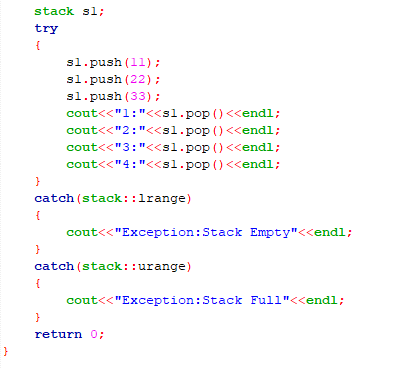 stack s1;
try
{
s1.push(11);
s1.push(22);
s1.push(33);
cout<<"1:"<<s1.pop()<<endl;
cout<<"2:"<<s1.pop()<<endl;
cout<<"3:"<<s1.pop()<<endl;
cout<<"4:"<<s1.pop()<<endl;
}
catch(stack::lrange)
{
cout<<"Exception:Stack Empty"<<endl;
}
catch(stack::urange)
{
cout<<"Exception:Stack Full"<<endl;
}
return 0;
}